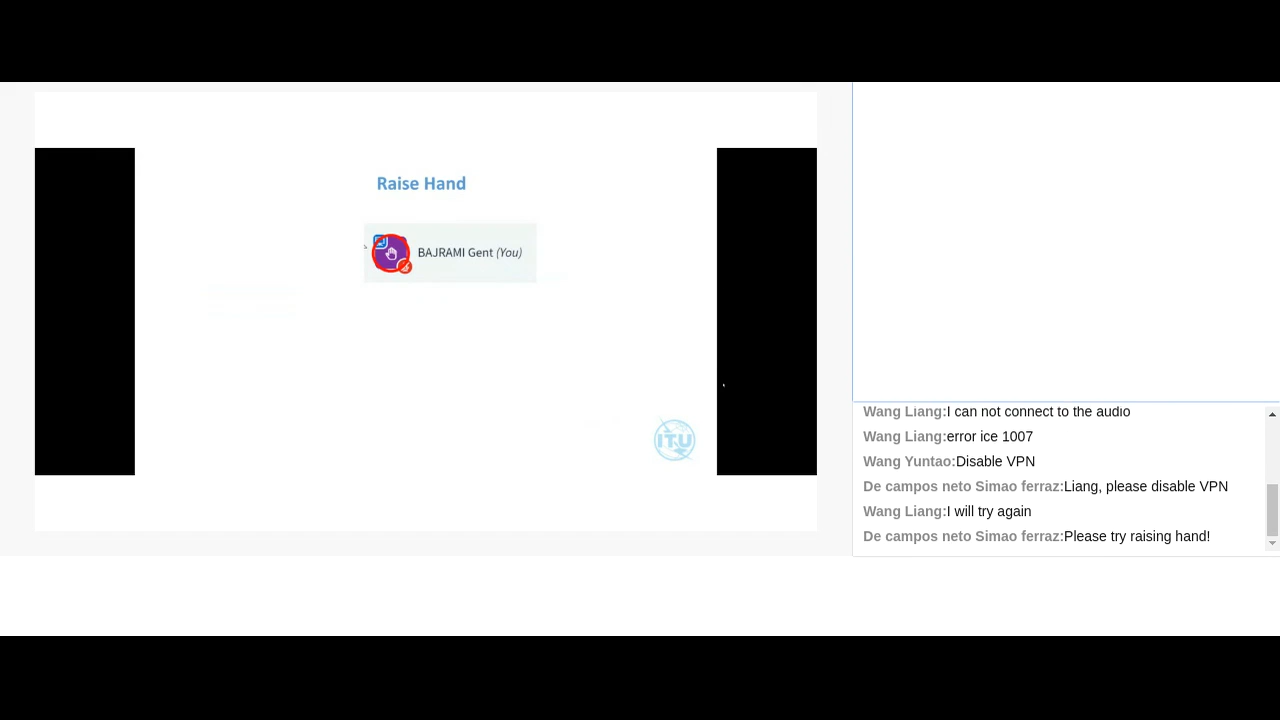 Raise Hand
BAJRAMI Gent (You)
ITU
Wang Liang:I can not connect to the audio
Wang Liang:error ice 1007
Wang Yuntao:Disable VPN
De campos neto Simao ferraz:Liang, please disable VPN
Wang Liang:I will try again
De campos neto Simao ferraz:Please try raising hand!